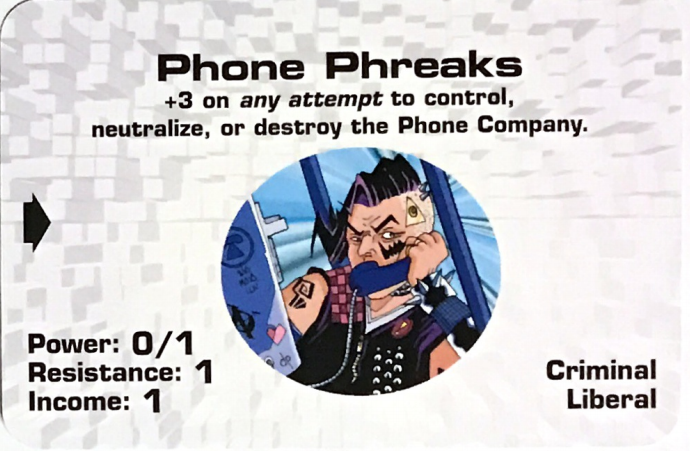 Phone Phreaks
+3 on any attempt to control,
neutralize, or destroy the Phone Company.
Power: 0/1
Resistance: 1
Income: 1
Criminal
Liberal